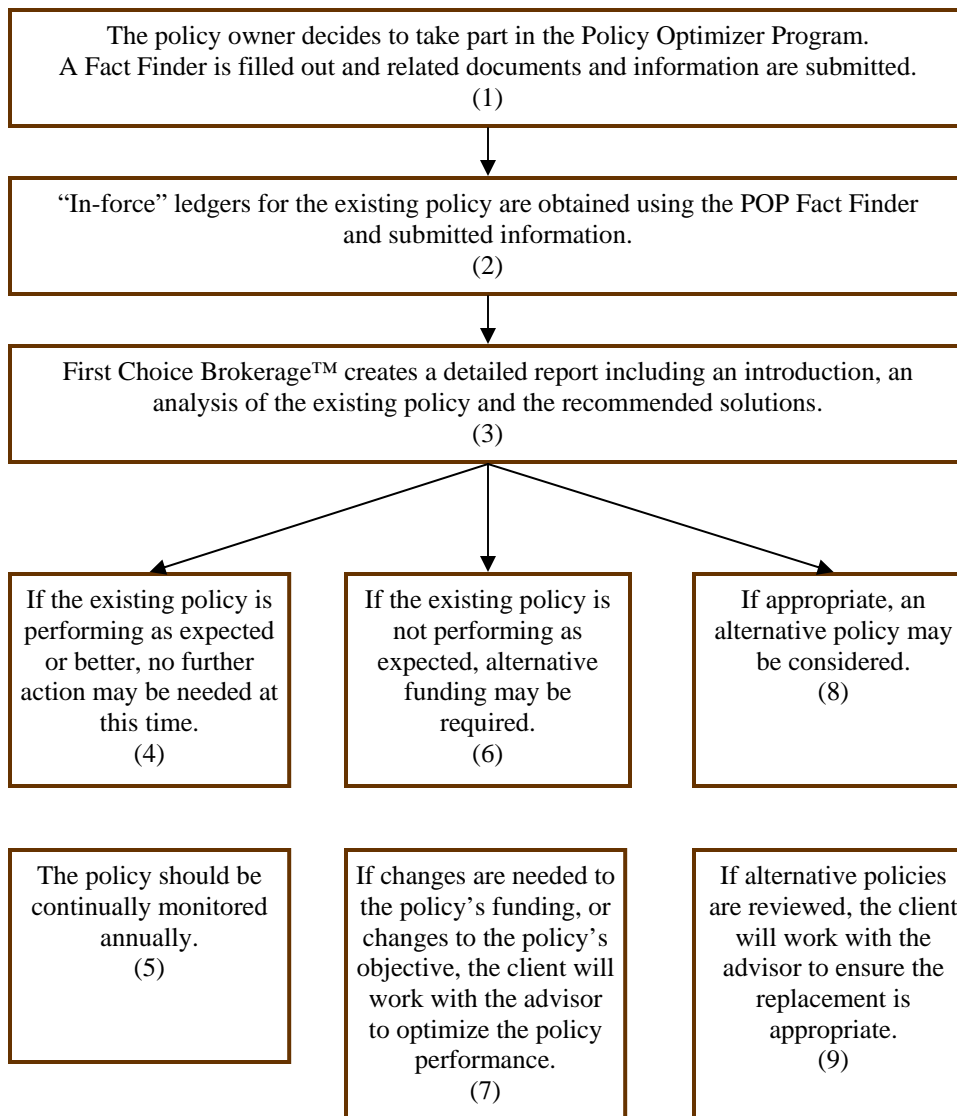 The policy owner decides to take part in the Policy Optimizer Program.
A Fact Finder is filled out and related documents and information are submitted.
(1)
“In-force” ledgers for the existing policy are obtained using the POP Fact Finder
and submitted information.
(2)
First Choice Brokerage™ creates a detailed report including an introduction, an
analysis of the existing policy and the recommended solutions.
(3)
If the existing policy is
performing as expected
or better, no further
action may be needed at
this time.
(4)
If the existing policy is
not performing as
expected, alternative
funding may be
required.
(6)
If appropriate, an
alternative policy may
be considered.
(8)
The policy should be
continually monitored
annually.
(5)
If changes are needed to
the policy’s funding, or
changes to the policy’s
objective, the client will
work with the advisor
to optimize the policy
performance.
(7)
If alternative policies
are reviewed, the client
will work with the
advisor to ensure the
replacement is
appropriate.
(9)